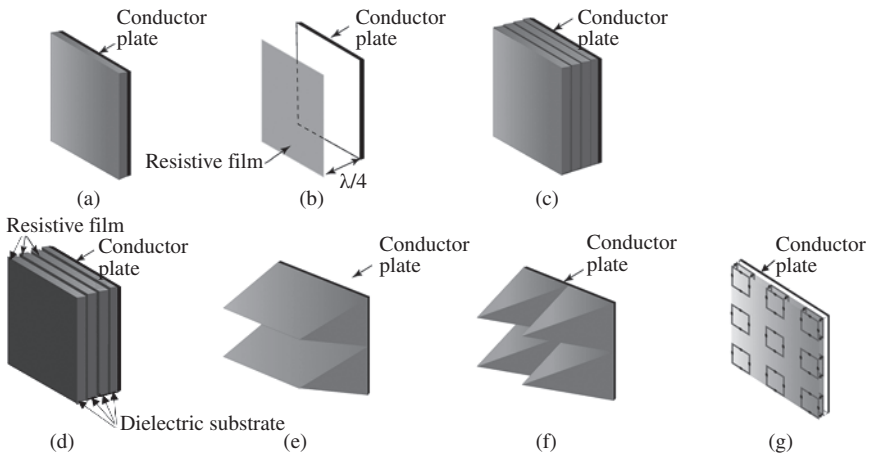 Conductor
plate
(a)
Conductor
plate
Resistive film
λ/4
(b)
Conductor
plate
(c)
Resistive film
Conductor
plate
Dielectric substrate
(d)
Conductor
plate
(e)
Conductor
plate
(f)
Conductor
plate
(g)